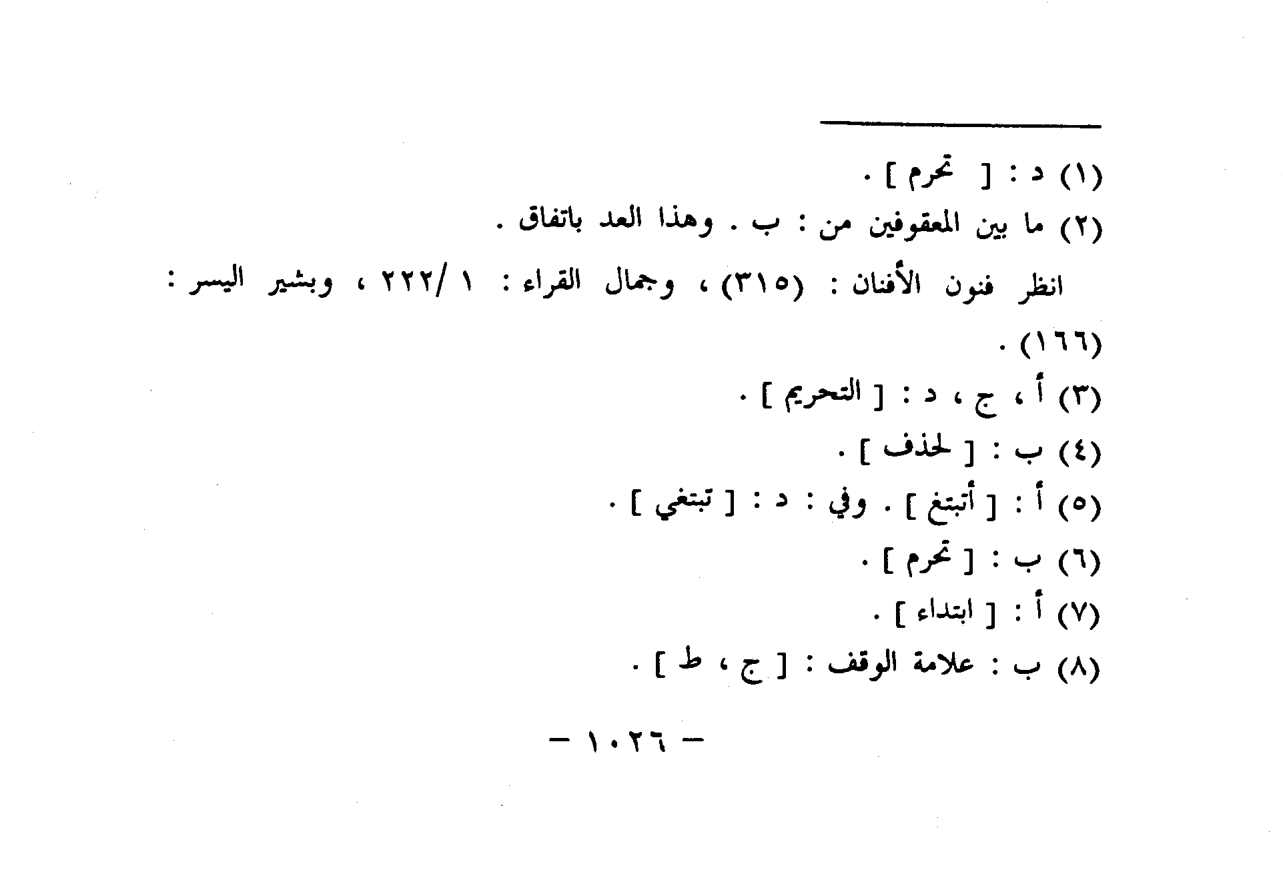 (١) د : [ تحرم ] .
(٢) ما بين المعقوفين من : ب . وهذا العد باتفاق .
انظر فنون الأفنان : (٣١٥) ، وجمال القراء : ١ /٢٢٢ ، وبشير اليسر :
(١٦٦) .
(٣) أ ، ج ، د : [ التحريم ] .
(٤) ب : [ لحذف ] .
(٥) أ : [ أتبتغ ] . وفي : د : [ تبتغي ] .
(٦) ب : [ تحرم ] .
(٧) أ : [ ابتداء ] .
(٨) ب : علامة الوقف : [ ج ، ط ] .
– ١٠٢٦ –